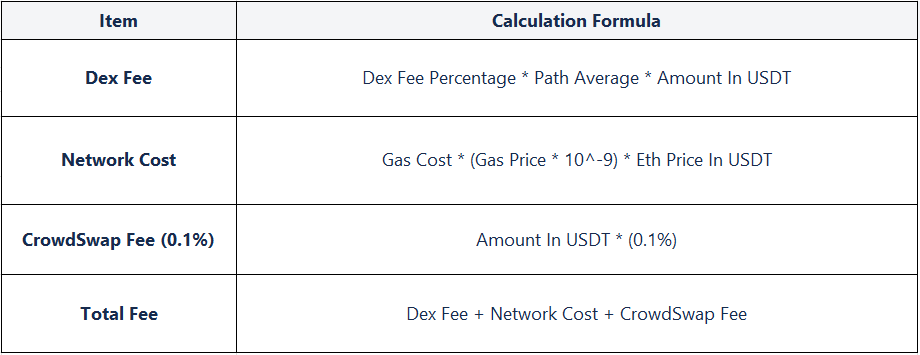 Item Calculation Formula
Dex Fee Dex Fee Percentage * Path Average * Amount In USDT
Network Cost Gas Cost * (Gas Price * 10^-9) * Eth Price In USDT
CrowdSwap Fee (0.1%) Amount In USDT * (0.1%)
Total Fee Dex Fee + Network Cost + CrowdSwap Fee